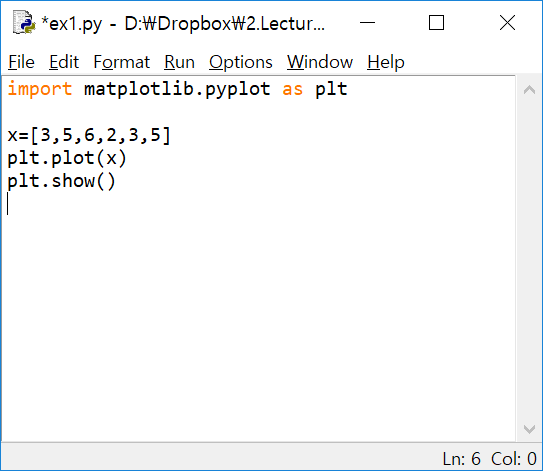 *ex1.py - D:₩Dropbox₩2.Lectur...
File Edit Format Run Options Window Help
import matplotlib.pyplot as plt
x=[3,5,6,2,3,5]
plt.plot(x)
plt.show()
Ln: 6 Col: 0